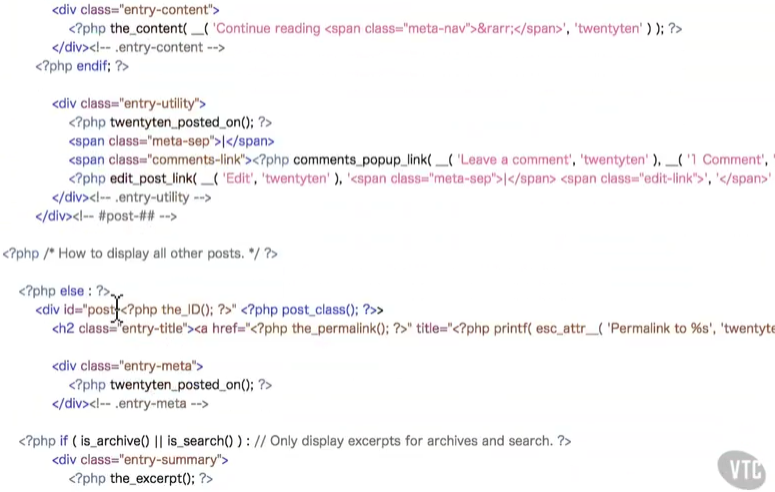 <div class="entry-content">
<?php the_content( __( 'Continue reading <span class="meta-nav">&rarr;</span>', 'twentyten' ) ); ?>
</div><!-- .entry-content -->
<?php endif; ?>
<div class="entry-utility">
<?php twentyten_posted_on(); ?>
<span class="meta-sep">|</span>
<span class="comments-link"><?php comments_popup_link( __( 'Leave a comment', 'twentyten' ), __( '1 Comment', '
<?php edit_post_link( __( 'Edit', 'twentyten' ), '<span class="meta-sep">|</span> <span class="edit-link">', '</span>'
</div><!-- .entry-utility -->
</div><!-- #post-## -->
<?php /* How to display all other posts. */ ?>
<?php else : ?>
<div id="post-<?php the_ID(); ?>" <?php post_class(); ?>>
<h2 class="entry-title"><a href="<?php the_permalink(); ?>" title="<?php printf( esc_attr__( 'Permalink to %s', 'twentyte
<div class="entry-meta">
<?php twentyten_posted_on(); ?>
</div><!-- .entry-meta -->
<?php if ( is_archive() || is_search() ) : // Only display excerpts for archives and search. ?>
<div class="entry-summary">
<?php the_excerpt(); ?>
VTC